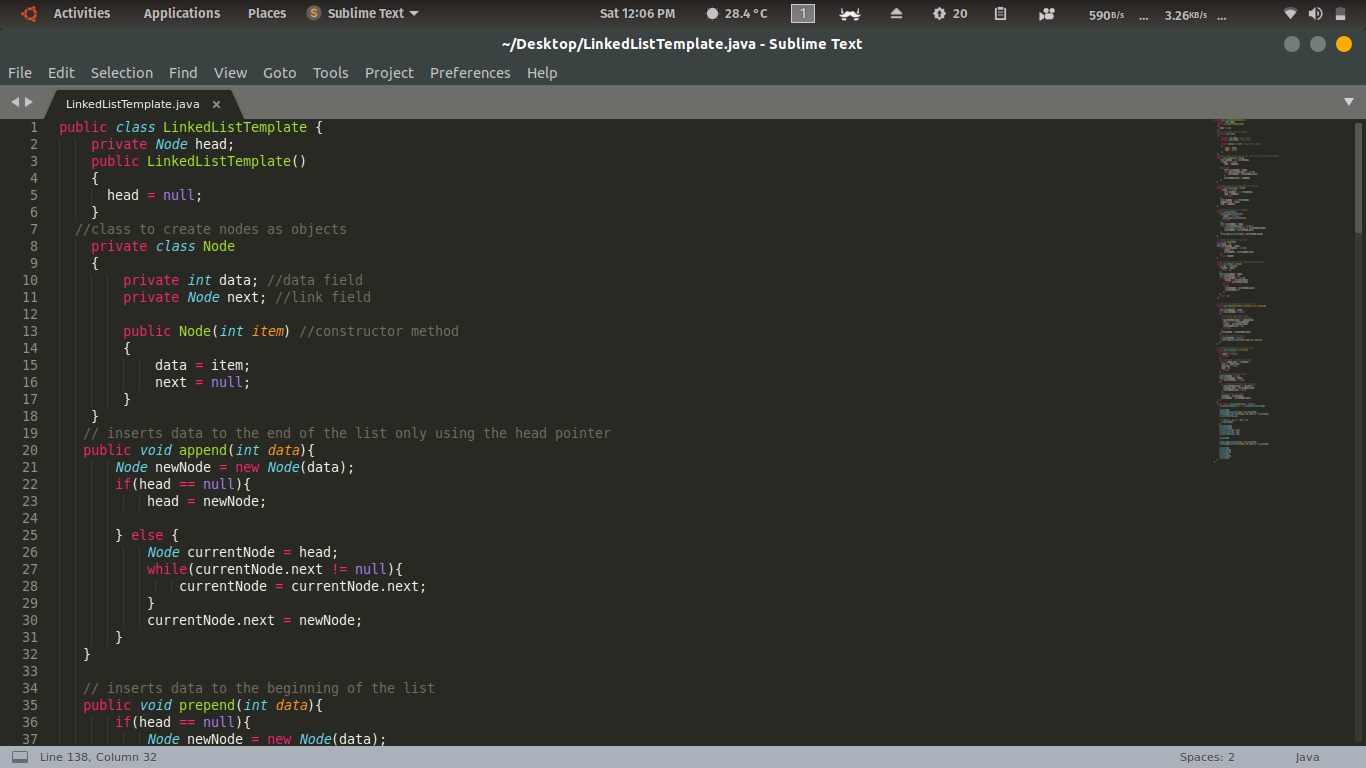 Activities Applications Places Sublime Text Sat 12:06 PM 28.4°C 1 20 590B/s ... 3.26KB/s ...
~/Desktop/LinkedListTemplate.java - Sublime Text
File Edit Selection Find View Goto Tools Project Preferences Help
LinkedListTemplate.java ×
1 public class LinkedListTemplate {
2     private Node head;
3     public LinkedListTemplate()
4     {
5       head = null;
6     }
7   //class to create nodes as objects
8     private class Node
9     {
10         private int data; //data field
11         private Node next; //link field
12
13         public Node(int item) //constructor method
14         {
15             data = item;
16             next = null;
17         }
18     }
19    // inserts data to the end of the list only using the head pointer
20    public void append(int data){
21        Node newNode = new Node(data);
22        if(head == null){
23            head = newNode;
24
25        } else {
26            Node currentNode = head;
27            while(currentNode.next != null){
28                currentNode = currentNode.next;
29            }
30            currentNode.next = newNode;
31        }
32    }
33
34    // inserts data to the beginning of the list
35    public void prepend(int data){
36        if(head == null){
37            Node newNode = new Node(data);
Line 138, Column 32 Spaces: 2 Java